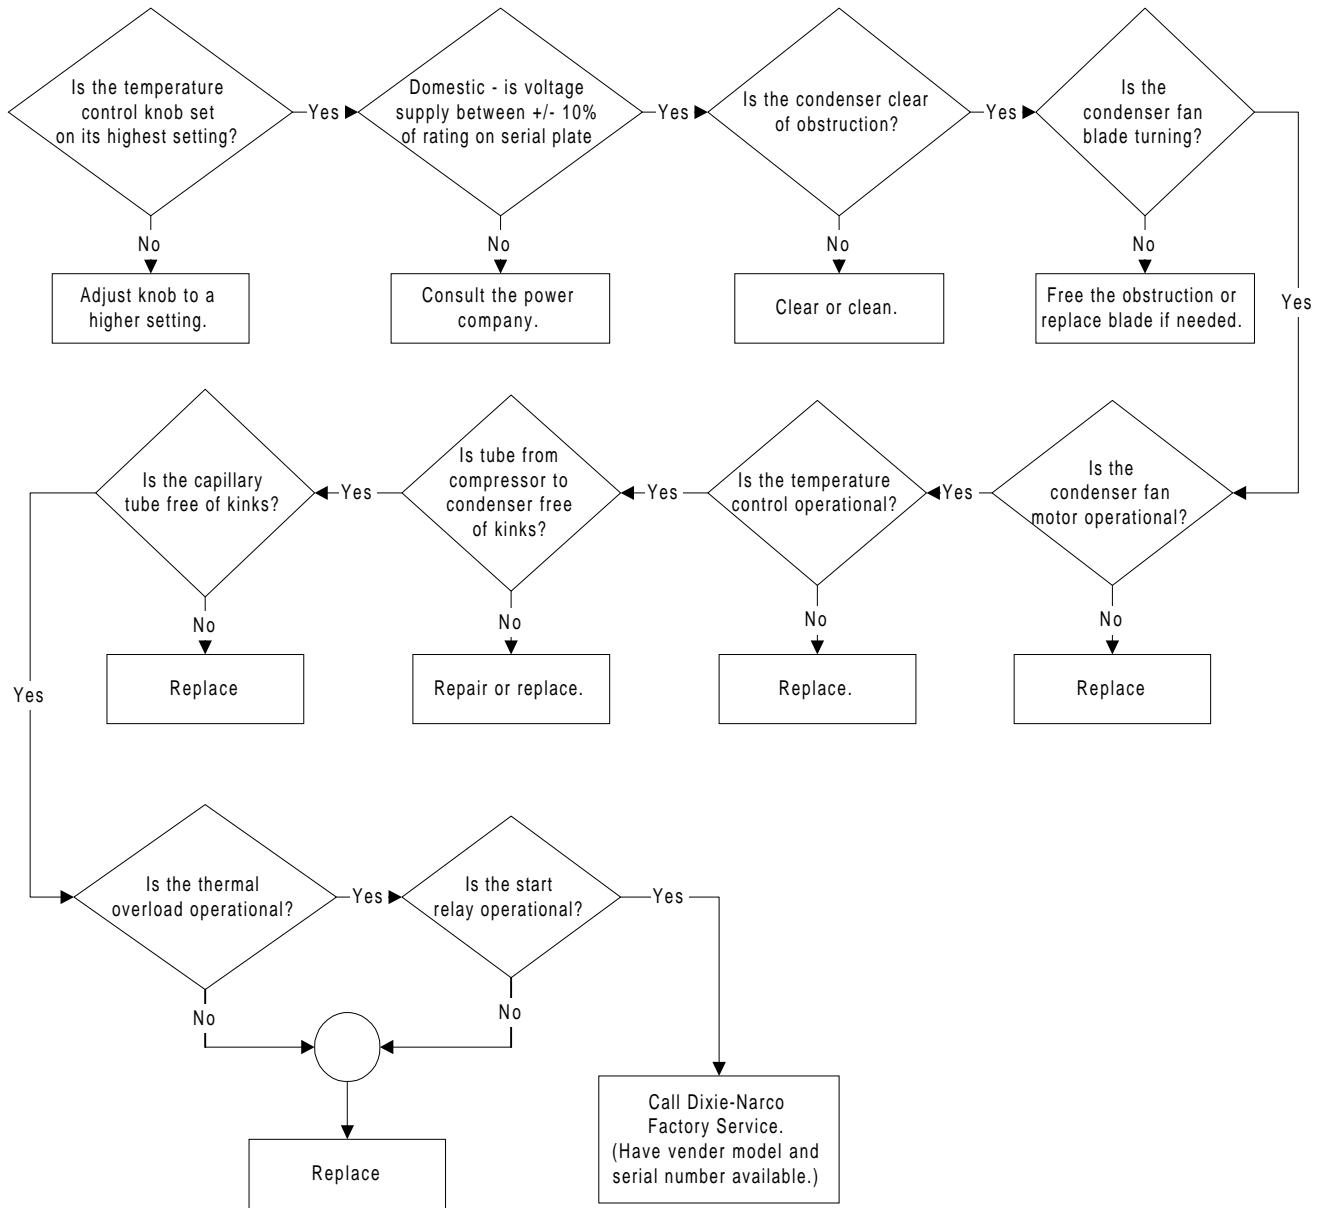 Is the temperature
control knob set
on its highest setting?
Yes
Domestic - is voltage
supply between +/- 10%
of rating on serial plate
Yes
Is the condenser clear
of obstruction?
Yes
Is the
condenser fan
blade turning?
No
No
No
No
Adjust knob to a
higher setting.
Consult the power
company.
Clear or clean.
Free the obstruction or
replace blade if needed.
Yes
Is the capillary
tube free of kinks?
Yes
Is tube from
compressor to
condenser free
of kinks?
Yes
Is the temperature
control operational?
Yes
Is the
condenser fan
motor operational?
No
No
No
No
Replace
Repair or replace.
Replace.
Replace
Yes
Is the thermal
overload operational?
Yes
Is the start
relay operational?
Yes
No
No
Call Dixie-Narco
Factory Service.
(Have vender model and
serial number available.)
Replace